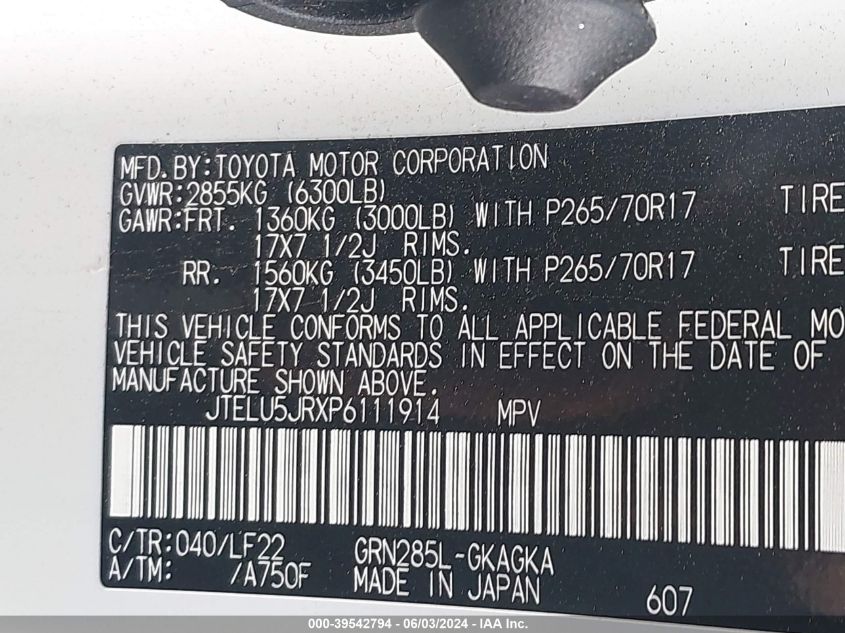 MFD.BY:TOYOTA MOTOR CORPORATION
GVWR:2855KG (6300LB)
GAWR:FRT. 1360KG (3000LB) WITH P265/70R17 TIRE
17X7 1/2J RIMS.
RR. 1560KG (3450LB) WITH P265/70R17 TIRE
17X7 1/2J RIMS.
THIS VEHICLE CONFORMS TO ALL APPLICABLE FEDERAL MO
VEHICLE SAFETY STANDARDS IN EFFECT ON THE DATE OF
MANUFACTURE SHOWN ABOVE.
JTELU5JRXP6111914 MPV
C/TR:040/LF22 GRN285L-GKAGKA
A/TM: /A750F MADE IN JAPAN 607
000-39542794 - 06/03/2024 - IAAI.com